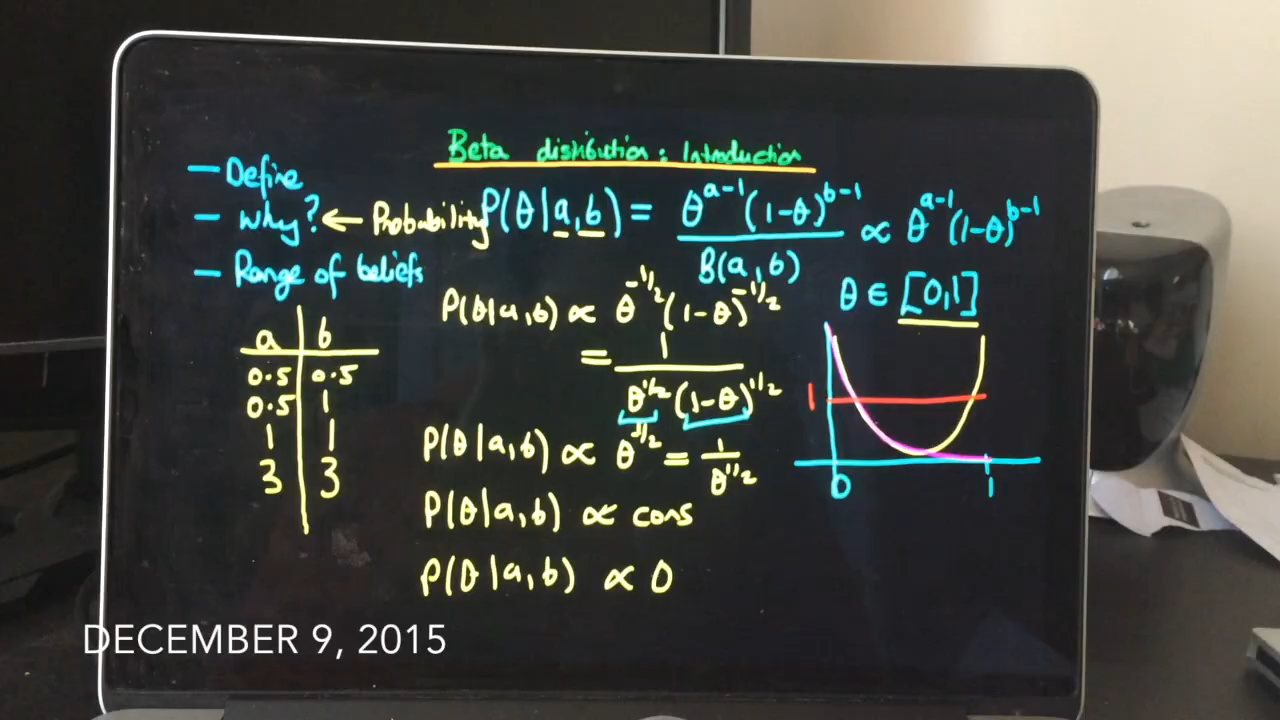 Beta distribution: Introduction
– Define
– Why? ← Probability P(θ|a,b) = θ^{a-1}(1-θ)^{b-1} / B(a,b) ∝ θ^{a-1}(1-θ)^{b-1}
– Range of beliefs
θ ∈ [0,1]
a b
0.5 0.5
0.5 1
1 1
3 3
P(θ|a,b) ∝ θ^{-1/2}(1-θ)^{-1/2}
= 1 / θ^{1/2}(1-θ)^{1/2}
P(θ|a,b) ∝ θ^{-1/2} = 1 / θ^{1/2}
P(θ|a,b) ∝ cons
P(θ|a,b) ∝ θ
1
0 1
DECEMBER 9, 2015